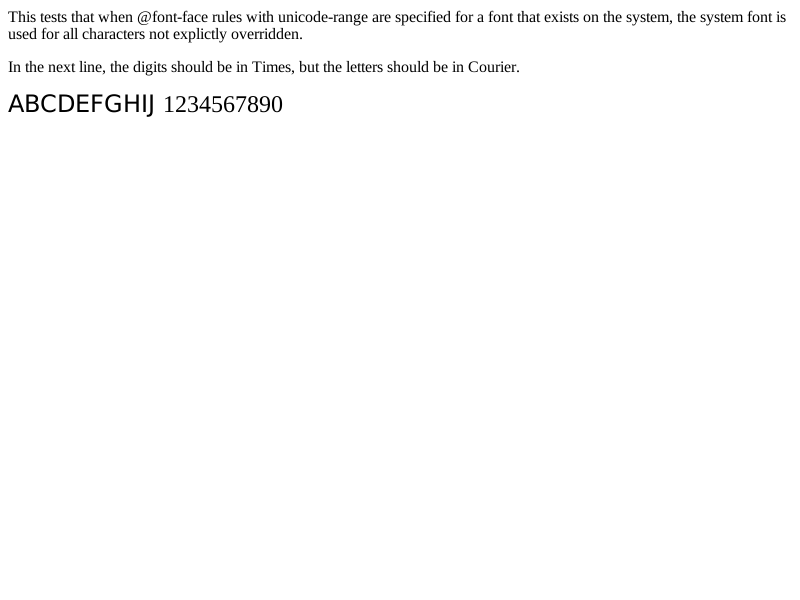 This tests that when @font-face rules with unicode-range are specified for a font that exists on the system, the system font is
used for all characters not explictly overridden.
In the next line, the digits should be in Times, but the letters should be in Courier.
ABCDEFGHIJ 1234567890